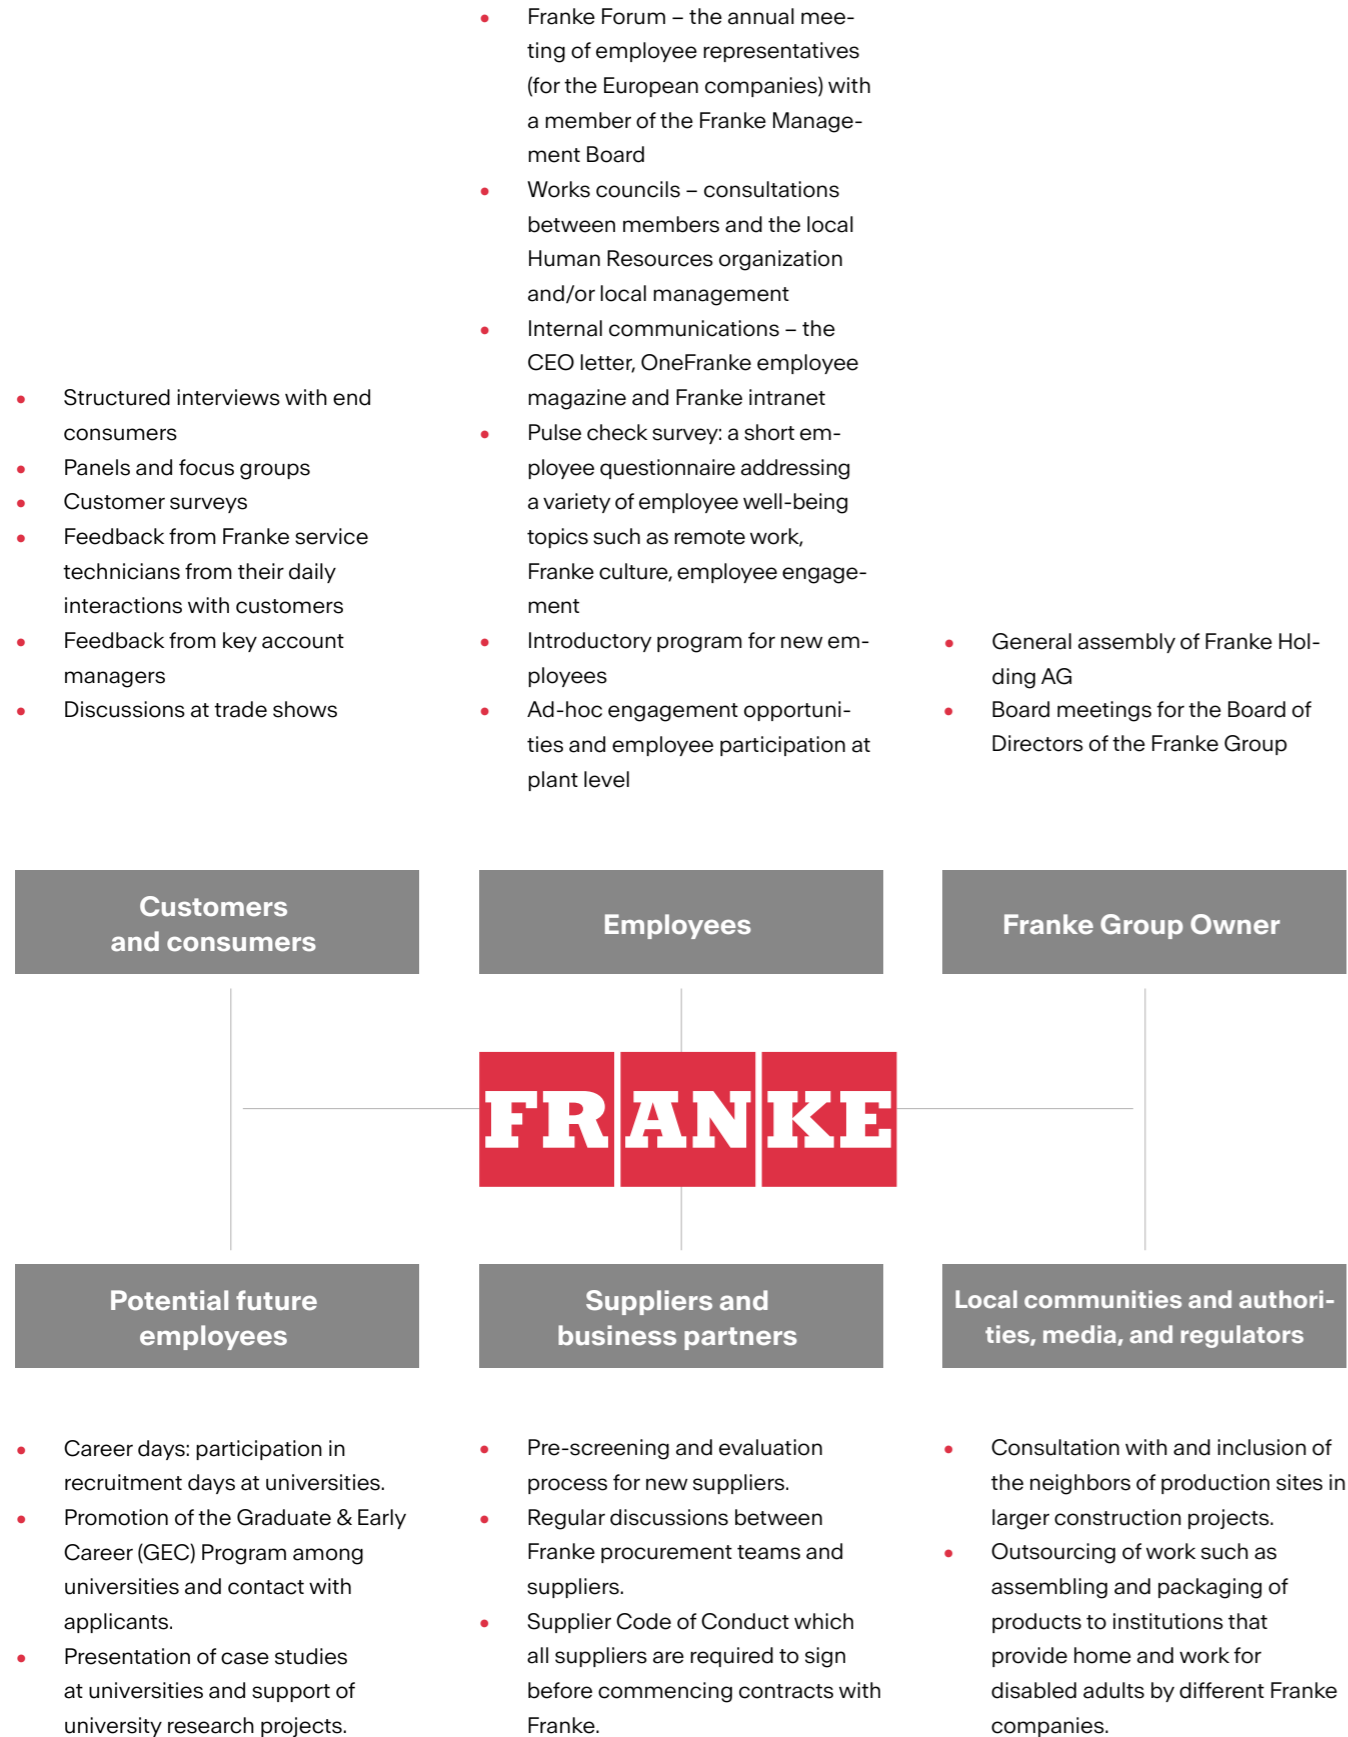 Structured interviews with end
consumers
Panels and focus groups
Customer surveys
Feedback from Franke service
technicians from their daily
interactions with customers
Feedback from key account
managers
Discussions at trade shows
Franke Forum – the annual mee-
ting of employee representatives
(for the European companies) with
a member of the Franke Manage-
ment Board
Works councils – consultations
between members and the local
Human Resources organization
and/or local management
Internal communications – the
CEO letter, OneFranke employee
magazine and Franke intranet
Pulse check survey: a short em-
ployee questionnaire addressing
a variety of employee well-being
topics such as remote work,
Franke culture, employee engage-
ment
Introductory program for new em-
ployees
Ad-hoc engagement opportuni-
ties and employee participation at
plant level
General assembly of Franke Hol-
ding AG
Board meetings for the Board of
Directors of the Franke Group
Customers
and consumers
Employees
Franke Group Owner
FRANKE
Potential future
employees
Suppliers and
business partners
Local communities and authori-
ties, media, and regulators
Career days: participation in
recruitment days at universities.
Promotion of the Graduate & Early
Career (GEC) Program among
universities and contact with
applicants.
Presentation of case studies
at universities and support of
university research projects.
Pre-screening and evaluation
process for new suppliers.
Regular discussions between
Franke procurement teams and
suppliers.
Supplier Code of Conduct which
all suppliers are required to sign
before commencing contracts with
Franke.
Consultation with and inclusion of
the neighbors of production sites in
larger construction projects.
Outsourcing of work such as
assembling and packaging of
products to institutions that
provide home and work for
disabled adults by different Franke
companies.